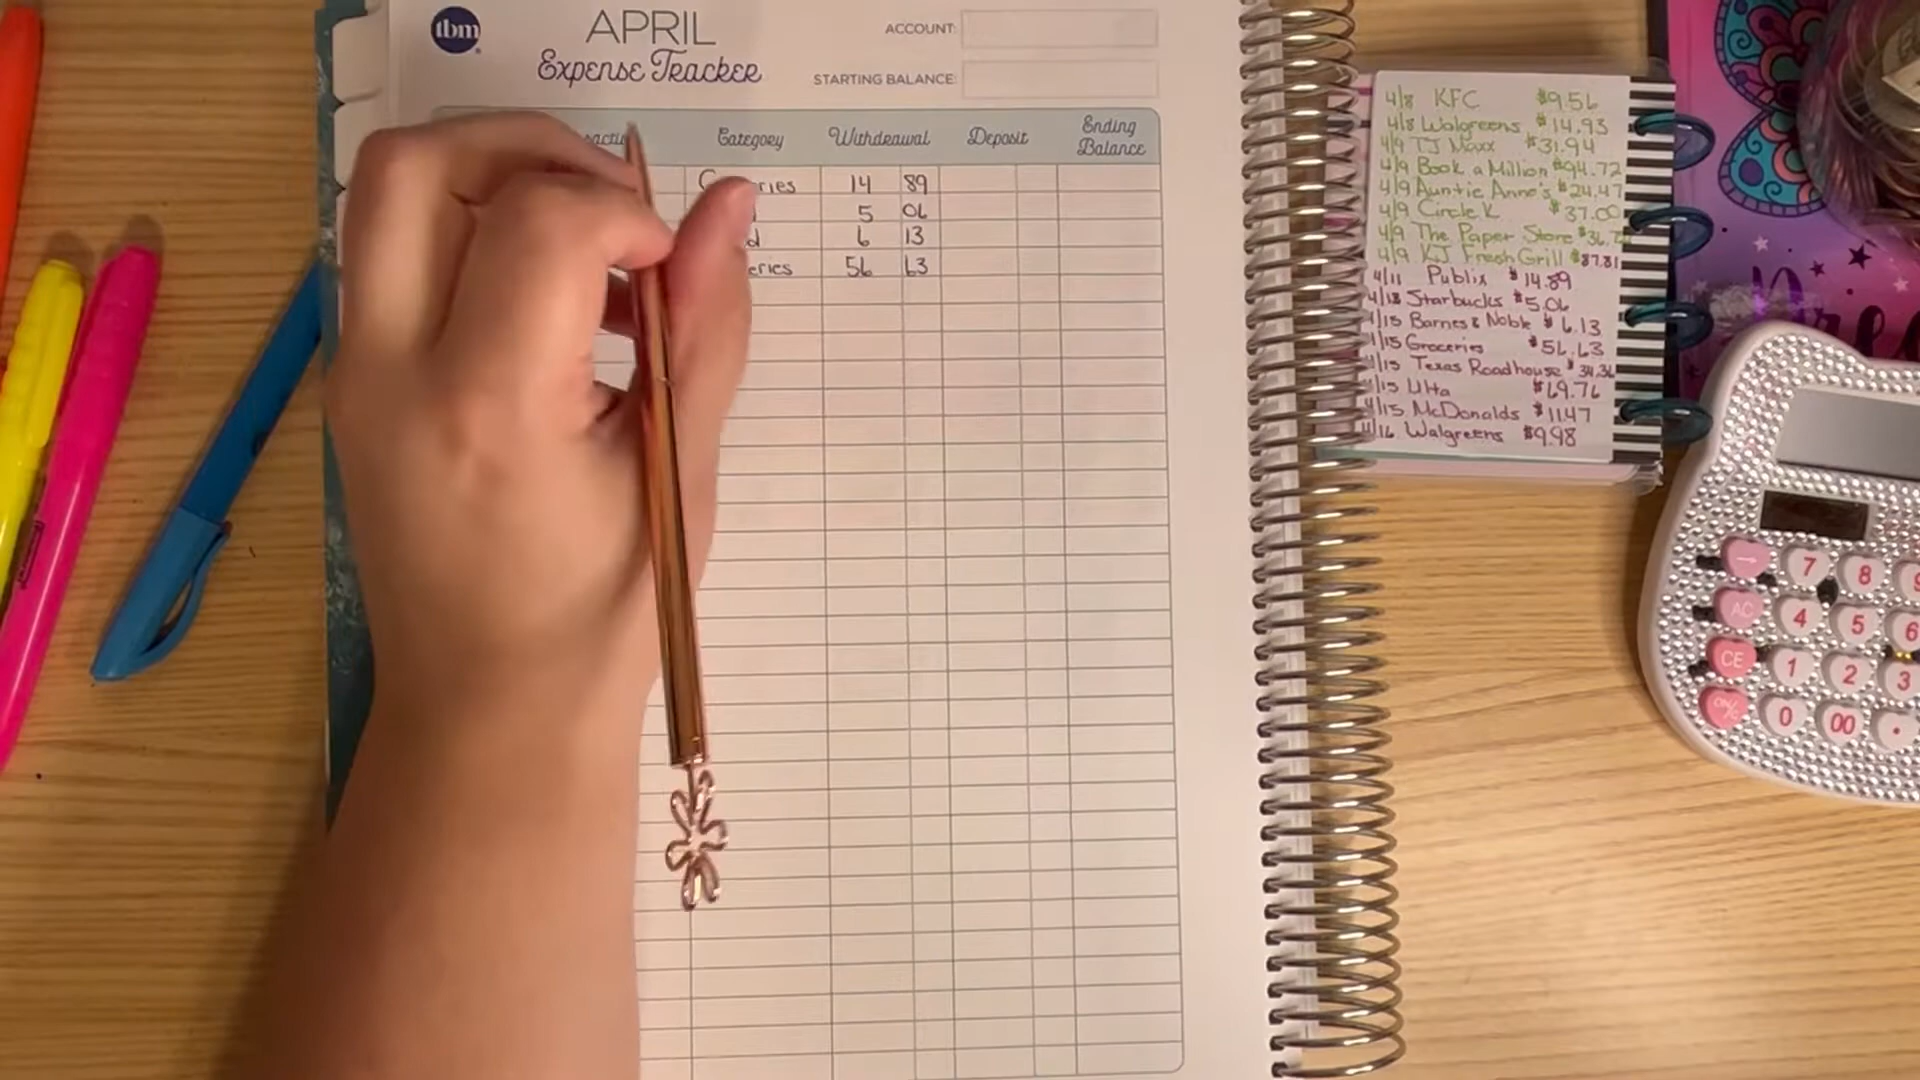 tbm
APRIL
Expense Tracker
ACCOUNT:
STARTING BALANCE:
Category Withdrawal Deposit Ending Balance
14 89
5 06
6 13
56 63
4/8 KFC $9.56
4/8 Walgreens $14.93
4/9 TJ Maxx $31.94
4/9 Book a Million $94.72
4/9 Auntie Anne's $24.47
4/9 Circle K $37.00
4/9 The Paper Store
4/9 KJ Fresh Grill $87.81
4/11 Publix $14.89
4/13 Starbucks $5.06
4/15 Barnes & Noble $6.13
4/15 Groceries $56.63
4/15 Texas Roadhouse $34.36
4/15 Ulta $69.76
4/15 McDonalds $11.47
4/16 Walgreens $9.98
→ 7 8 9
AC 4 5 6
CE 1 2 3
0 00 .